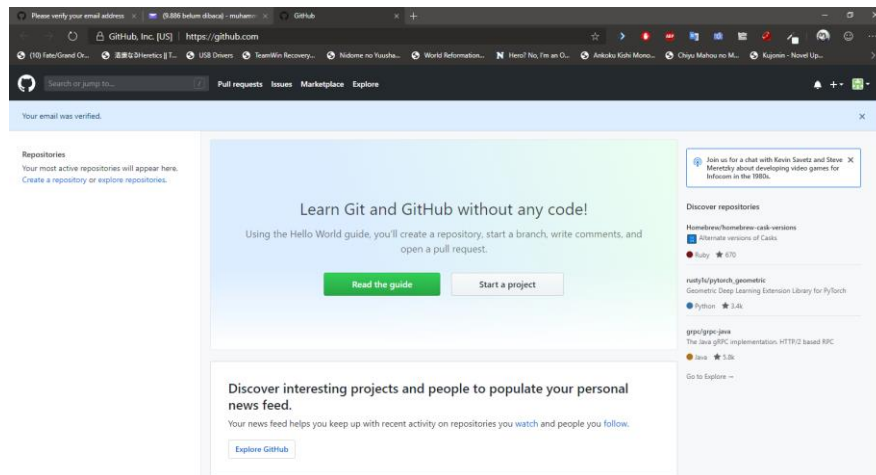 Please verify your email address
(9.886 belum dibaca) - muhamm
GitHub
GitHub, Inc. [US] | https://github.com
(10) Fate/Grand Or...
USB Drivers
TeamWin Recovery...
Nidome no Yuusha...
World Reformation...
Hero? No, I'm an O...
Ankoku Kishi Mono...
Chiyu Mahou no M...
Kujonin - Novel Up...
Search or jump to...
Pull requests Issues Marketplace Explore
Your email was verified.
Repositories
Your most active repositories will appear here.
Create a repository or explore repositories.
Learn Git and GitHub without any code!
Using the Hello World guide, you'll create a repository, start a branch, write comments, and
open a pull request.
Read the guide
Start a project
Discover interesting projects and people to populate your personal
news feed.
Your news feed helps you keep up with recent activity on repositories you watch and people you follow.
Explore GitHub
Join us for a chat with Kevin Savetz and Steve
Meretzky about developing video games for
Infocom in the 1980s.
Discover repositories
Homebrew/homebrew-cask-versions
Alternate versions of Casks
Ruby 670
rusty1s/pytorch_geometric
Geometric Deep Learning Extension Library for PyTorch
Python 3.4k
grpc/grpc-java
The Java gRPC implementation. HTTP/2 based RPC
Java 5.8k
Go to Explore →